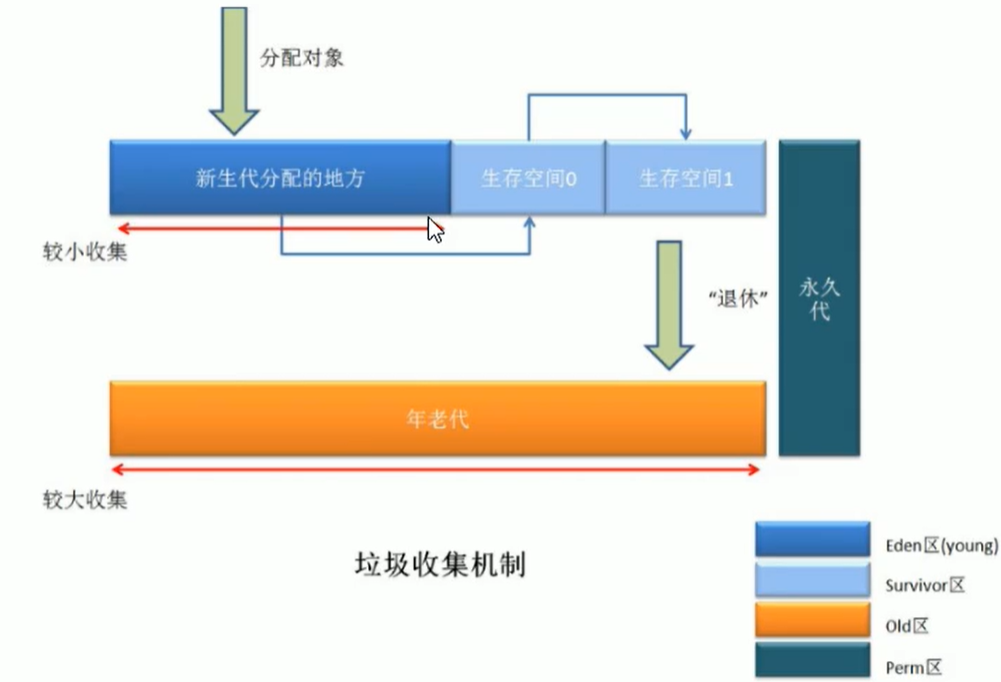 分配对象
新生代分配的地方
生存空间0
生存空间1
较小收集
永久
代
“退休”
年老代
较大收集
垃圾收集机制
Eden区(young)
Survivor区
Old区
Perm区